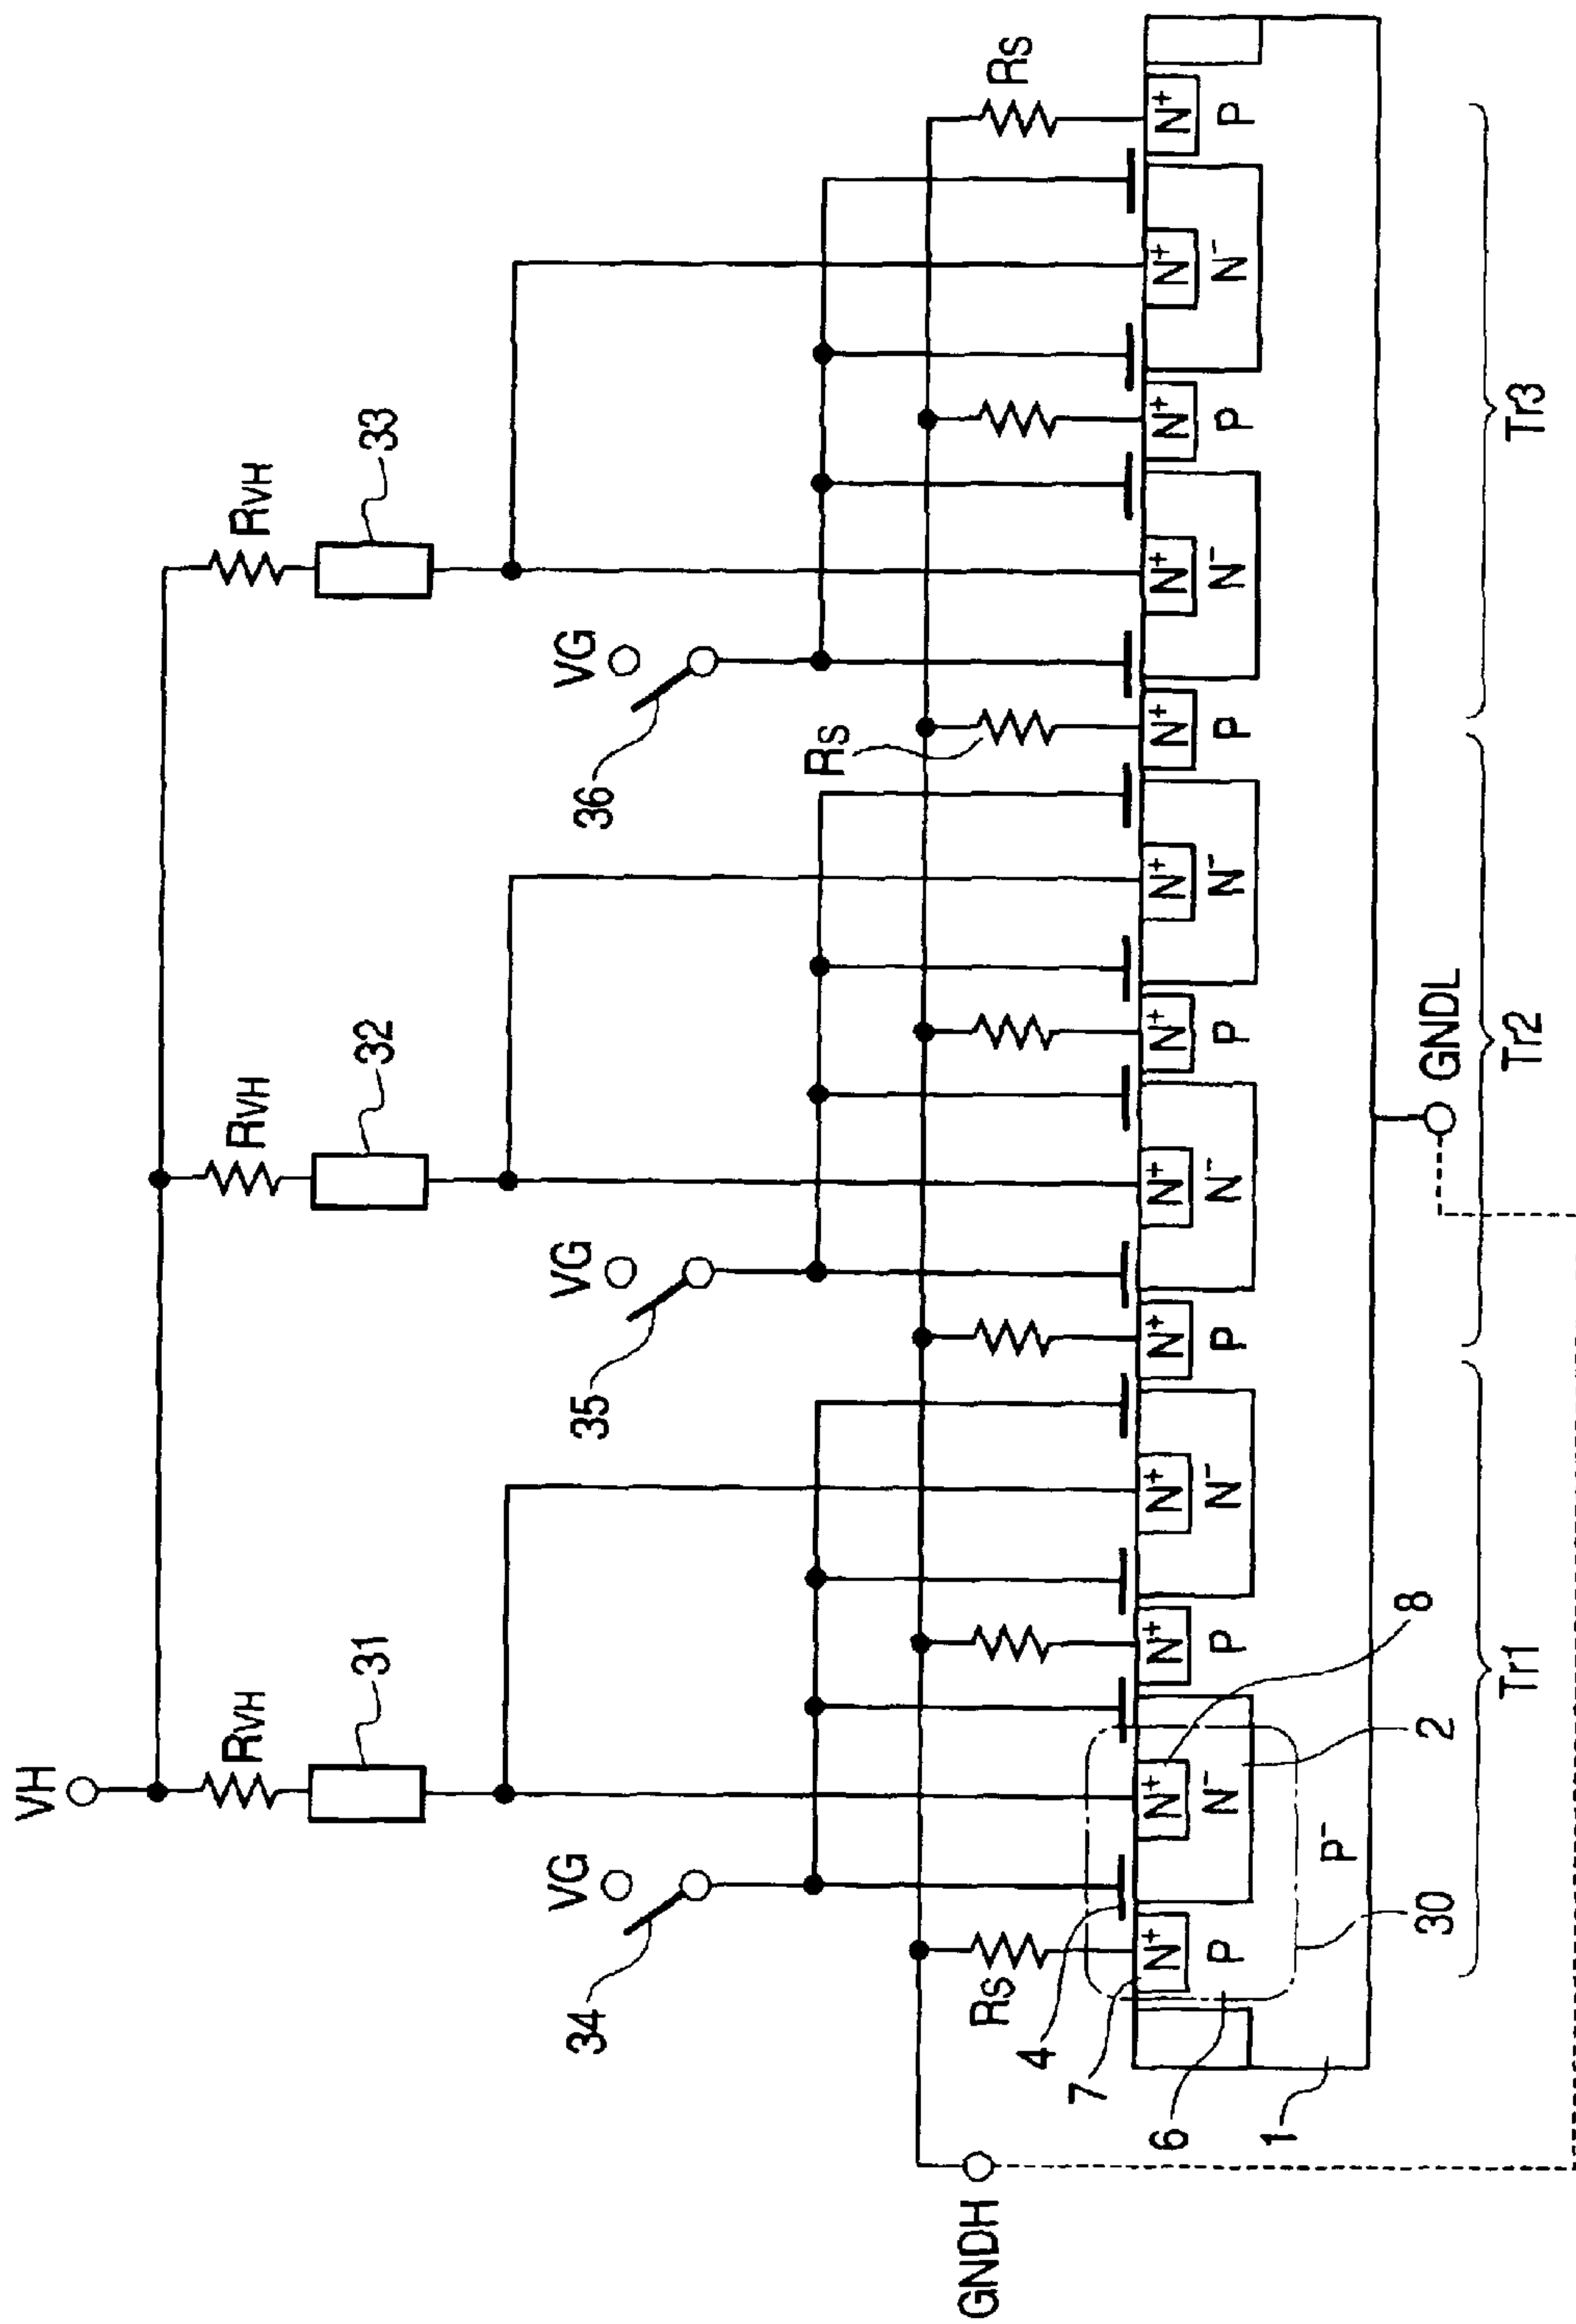 VH
RVH
RVH
RVH
31
32
33
VG
VG
VG
34
35
36
RS
GNDH
RS
RS
4
7
6
N⁺ N⁺ N⁺ N⁺ N⁺ N⁺ N⁺ N⁺ N⁺ N⁺ N⁺ N⁺ N⁺
P N⁻ P N⁻ P N⁻ P N⁻ P N⁻ P N⁻ P
1
P⁻
30
2
8
GNDL
Tr1
Tr2
Tr3